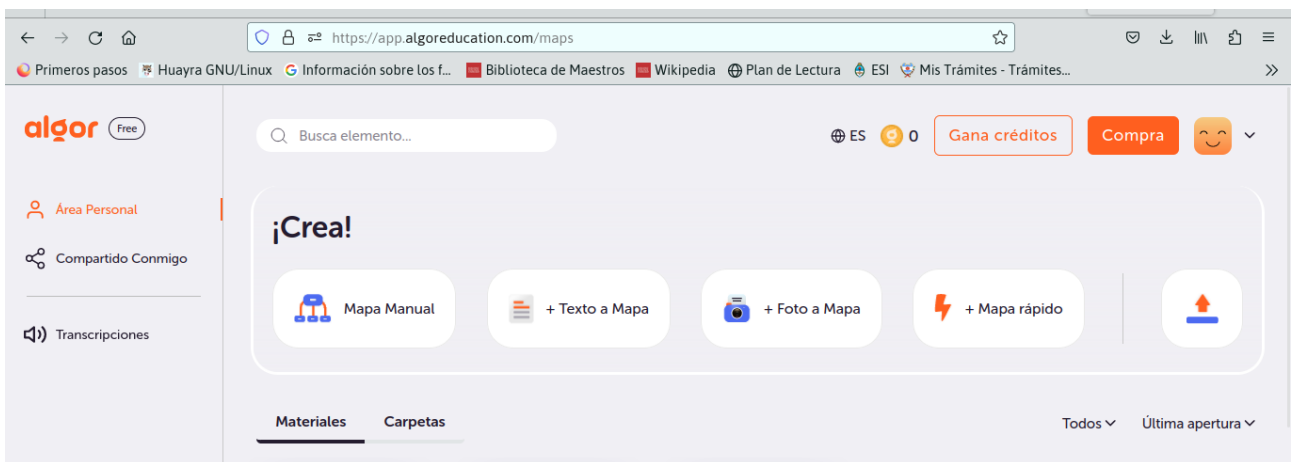 https://app.algoreducation.com/maps
Primeros pasos Huayra GNU/Linux Información sobre los f... Biblioteca de Maestros Wikipedia Plan de Lectura ESI Mis Trámites - Trámites...
algor Free
Busca elemento...
ES 0 Gana créditos Compra
Área Personal
Compartido Conmigo
Transcripciones
¡Crea!
Mapa Manual + Texto a Mapa + Foto a Mapa + Mapa rápido
Materiales Carpetas Todos Última apertura